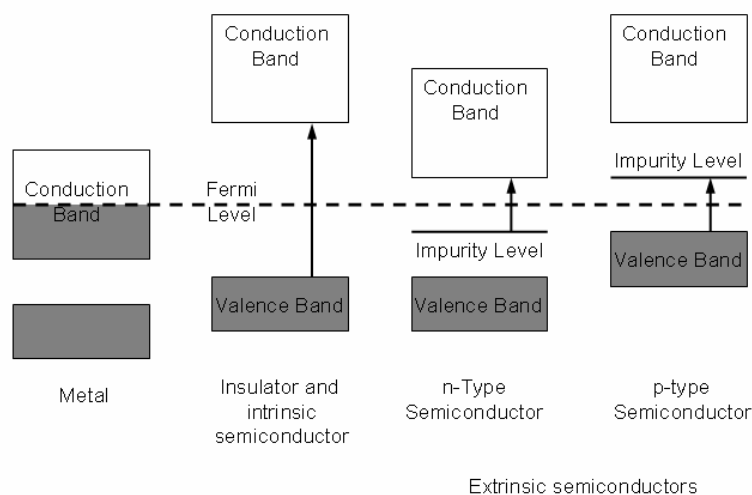 Conduction
Band
Conduction
Band
Conduction
Band
Impurity Level
Conduction
Band
Fermi
Level
Impurity Level
Valence Band
Valence Band
Valence Band
Metal
Insulator and
intrinsic
semiconductor
n-Type
Semiconductor
p-type
Semiconductor
Extrinsic semiconductors